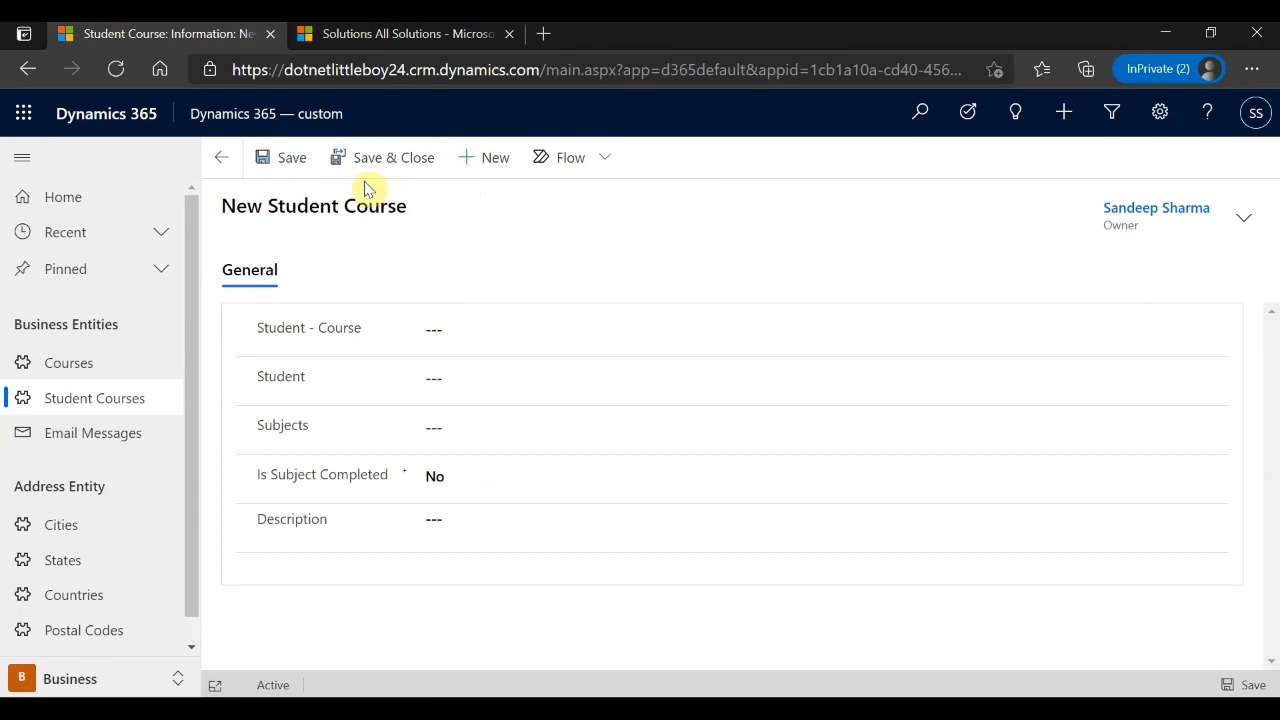 Student Course: Information: Ne
Solutions All Solutions - Microso
https://dotnetlittleboy24.crm.dynamics.com/main.aspx?app=d365default&appid=1cb1a10a-cd40-456...
InPrivate (2)
Dynamics 365
Dynamics 365 — custom
SS
Save
Save & Close
New
Flow
Home
Recent
Pinned
Business Entities
Courses
Student Courses
Email Messages
Address Entity
Cities
States
Countries
Postal Codes
B
Business
New Student Course
Sandeep Sharma
Owner
General
Student - Course ---
Student ---
Subjects ---
Is Subject Completed + No
Description ---
Active
Save